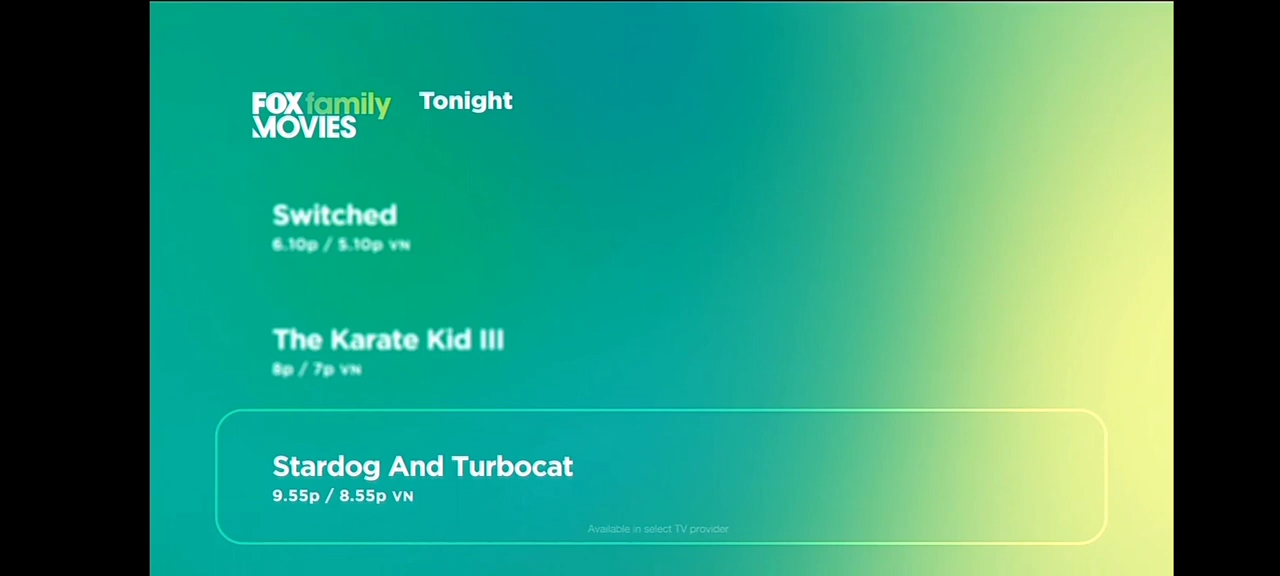 FOX family
MOVIES
Tonight
Switched
6.10p / 5.10p VN
The Karate Kid III
8p / 7p VN
Stardog And Turbocat
9.55p / 8.55p VN
Available in select TV provider